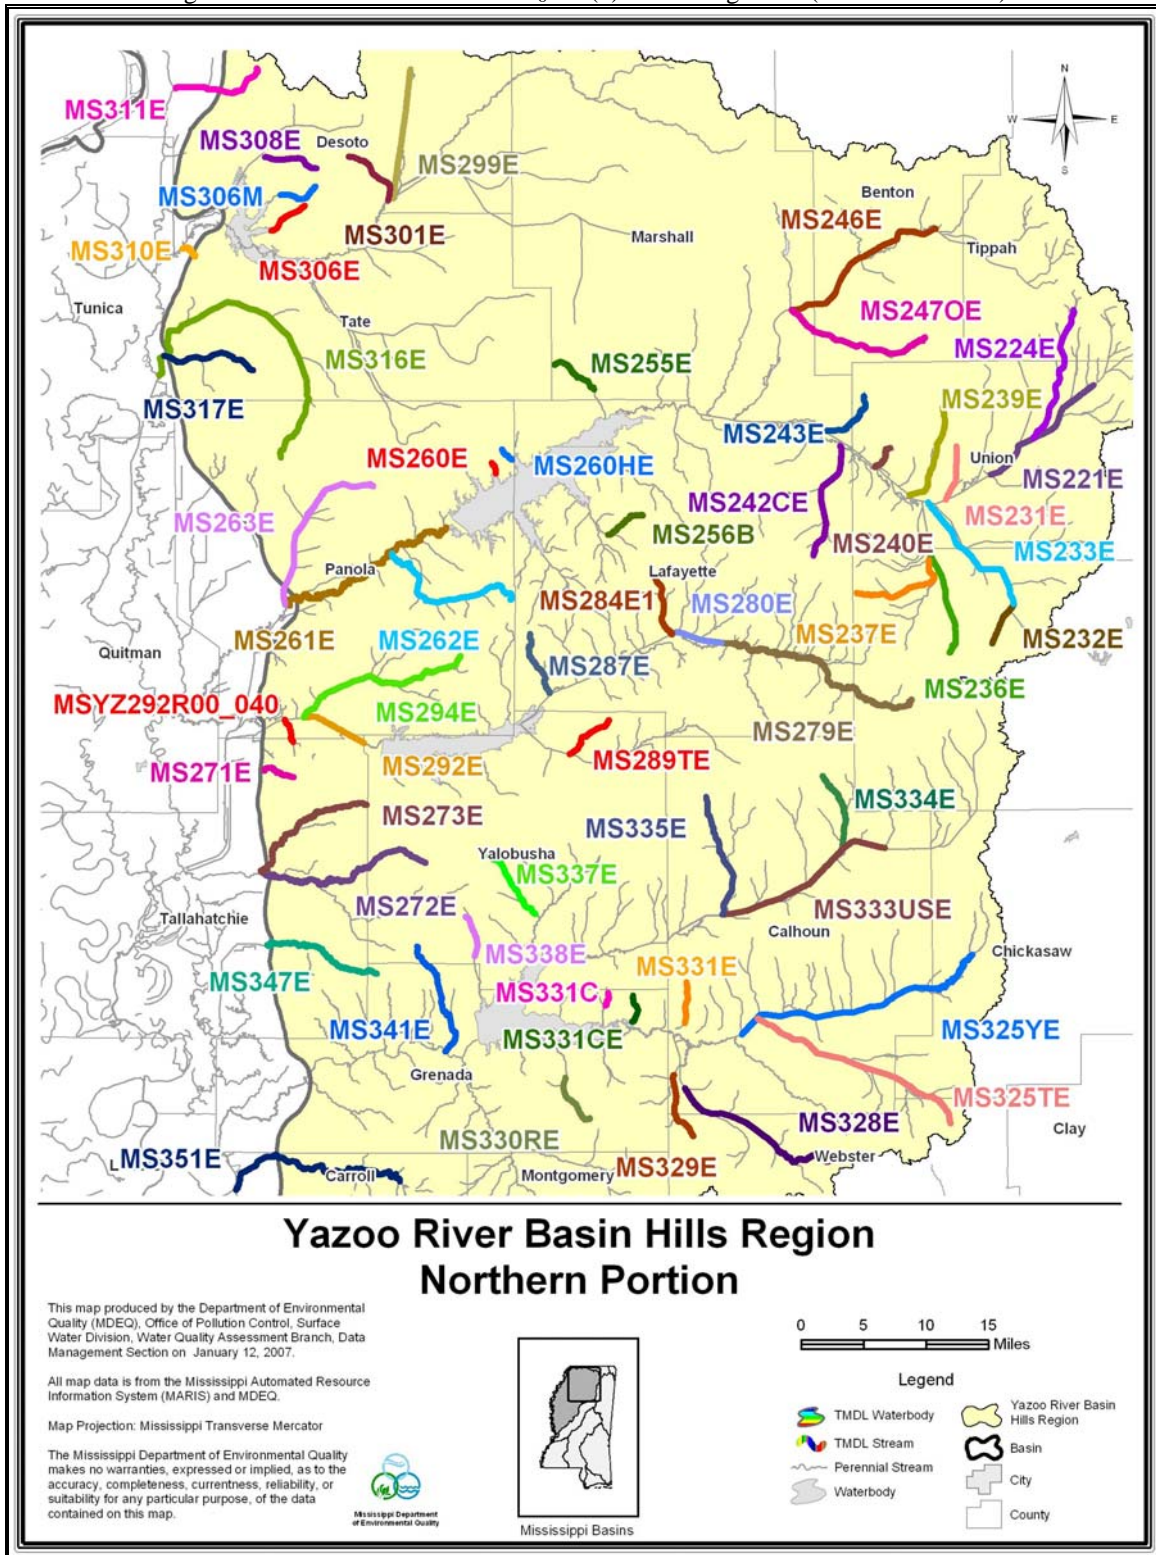 N
W
E
S
MS311E
MS308E
Desoto
MS299E
MS306M
Benton
MS246E
MS301E
Marshall
MS310E
Tippah
MS306E
Tunica
MS247OE
Tate
MS224E
MS316E
MS255E
MS317E
MS239E
MS243E
MS260E
MS260HE
Union
MS221E
MS242CE
MS263E
MS231E
MS256B
MS240E
MS233E
Panola
Lafayette
MS284E1
MS280E
MS261E
MS262E
MS237E
MS232E
Quitman
MS287E
MS236E
MSYZ292R00_040
MS294E
MS279E
MS292E
MS289TE
MS271E
MS334E
MS273E
MS335E
Yalobusha
MS337E
MS272E
MS333USE
Tallahatchie
Calhoun
MS338E
Chickasaw
MS331E
MS347E
MS331C
MS341E
MS331CE
MS325YE
Grenada
MS325TE
MS328E
Clay
MS330RE
MS351E
Webster
Carroll
Montgomery
MS329E
Yazoo River Basin Hills Region
Northern Portion
This map produced by the Department of Environmental
Quality (MDEQ), Office of Pollution Control, Surface
Water Division, Water Quality Assessment Branch, Data
Management Section on January 12, 2007.
All map data is from the Mississippi Automated Resource
Information System (MARIS) and MDEQ.
Map Projection: Mississippi Transverse Mercator
The Mississippi Department of Environmental Quality
makes no warranties, expressed or implied, as to the
accuracy, completeness, currentness, reliability, or
suitability for any particular purpose, of the data
contained on this map.
Mississippi Department
of Environmental Quality
Mississippi Basins
0 5 10 15
Miles
Legend
TMDL Waterbody
TMDL Stream
Perennial Stream
Waterbody
Yazoo River Basin
Hills Region
Basin
City
County